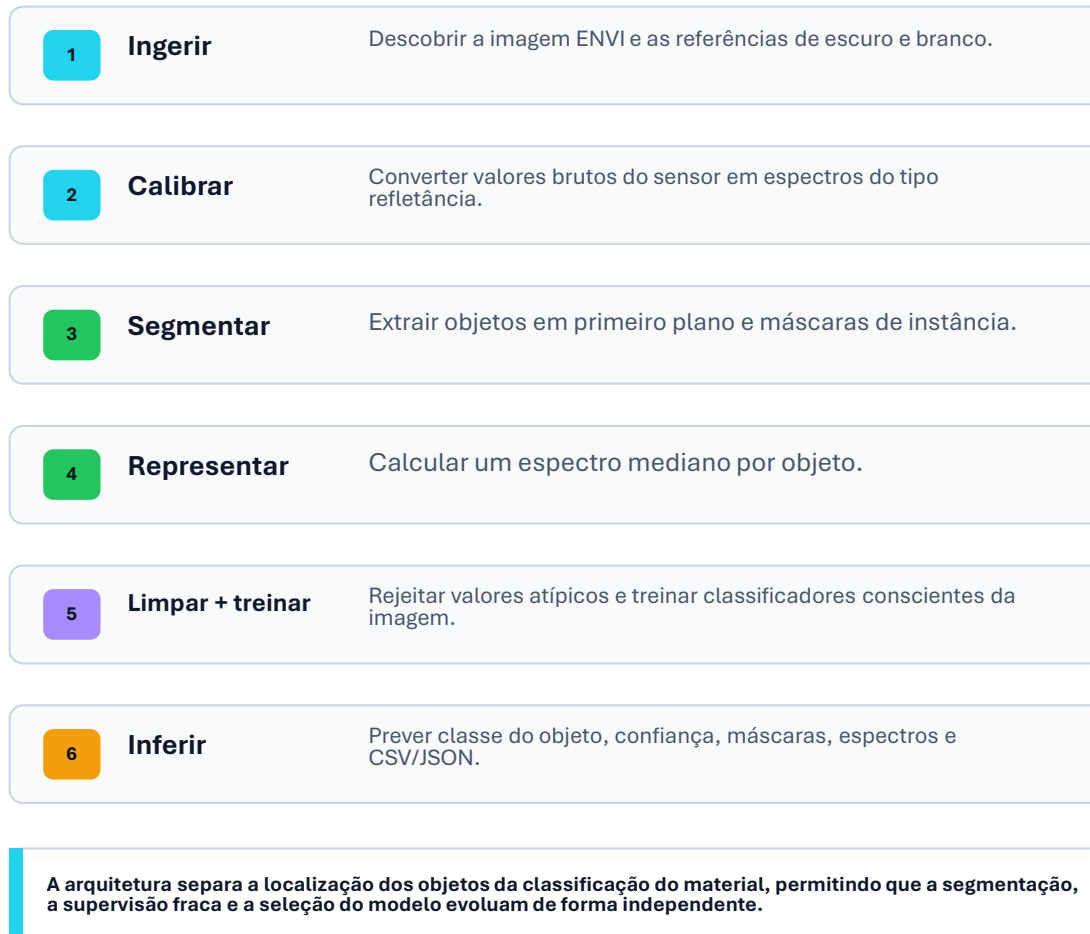 1
Ingerir
Descobrir a imagem ENVI e as referências de escuro e branco.
2
Calibrar
Converter valores brutos do sensor em espectros do tipo
refletância.
3
Segmentar
Extrair objetos em primeiro plano e máscaras de instância.
4
Representar
Calcular um espectro mediano por objeto.
5
Limpar + treinar
Rejeitar valores atípicos e treinar classificadores conscientes da
imagem.
6
Inferir
Prever classe do objeto, confiança, máscaras, espectros e
CSV/JSON.
A arquitetura separa a localização dos objetos da classificação do material, permitindo que a segmentação,
a supervisão fraca e a seleção do modelo evoluam de forma independente.